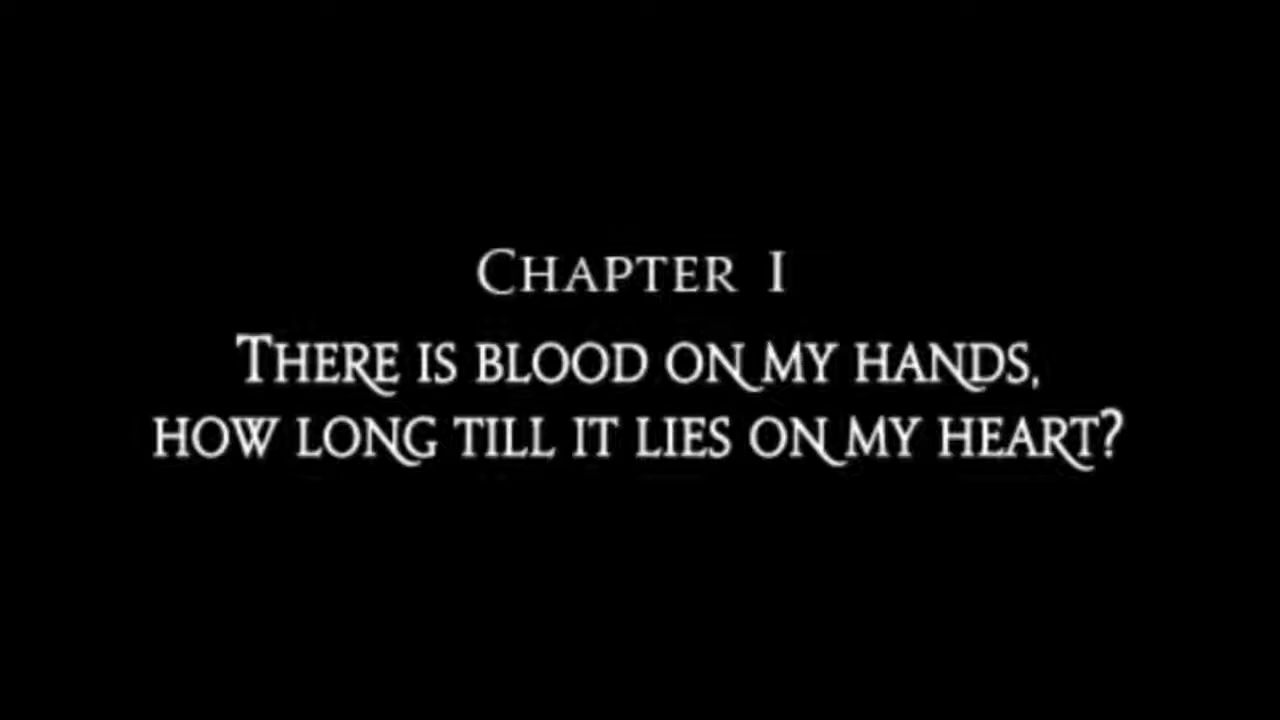 Chapter I
There is blood on my hands,
how long till it lies on my heart?